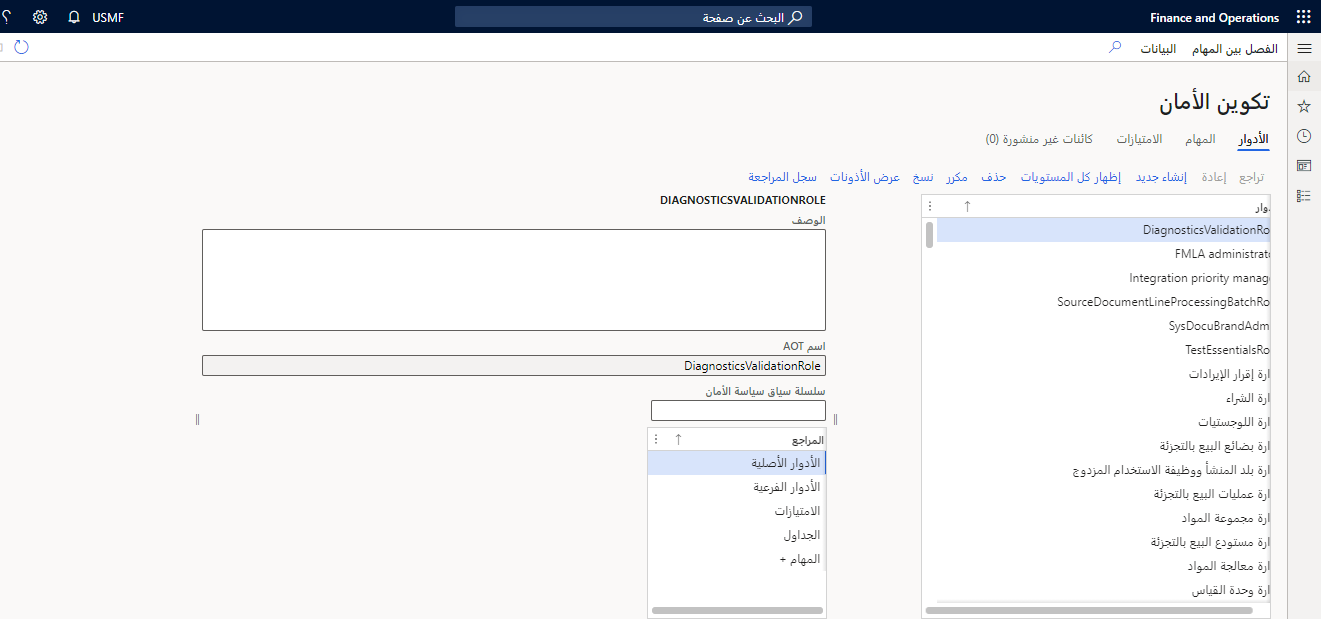 Finance and Operations
البحث عن صفحة
USMF
الفصل بين المهام
البيانات
تكوين الأمان
الأدوار
المهام
الامتيازات
كائنات غير منشورة (0)
تراجع
إعادة
إنشاء جديد
إظهار كل المستويات
حذف
مكرر
نسخ
عرض الأذونات
سجل المراجعة
دوار
DiagnosticsValidationRo
FMLA administrato
Integration priority manag
SourceDocumentLineProcessingBatchRo
SysDocuBrandAdm
TestEssentialsRo
ارة إقرار الإيرادات
ارة الشراء
ارة اللوجستيات
ارة بضائع البيع بالتجزئة
ارة بلد المنشأ ووظيفة الاستخدام المزدوج
ارة عمليات البيع بالتجزئة
ارة مجموعة المواد
ارة مستودع البيع بالتجزئة
ارة معالجة المواد
ارة وحدة القياس
DIAGNOSTICSVALIDATIONROLE
الوصف
اسم AOT
DiagnosticsValidationRole
سلسلة سياق سياسة الأمان
المراجع
الأدوار الأصلية
الأدوار الفرعية
الامتيازات
الجداول
المهام +